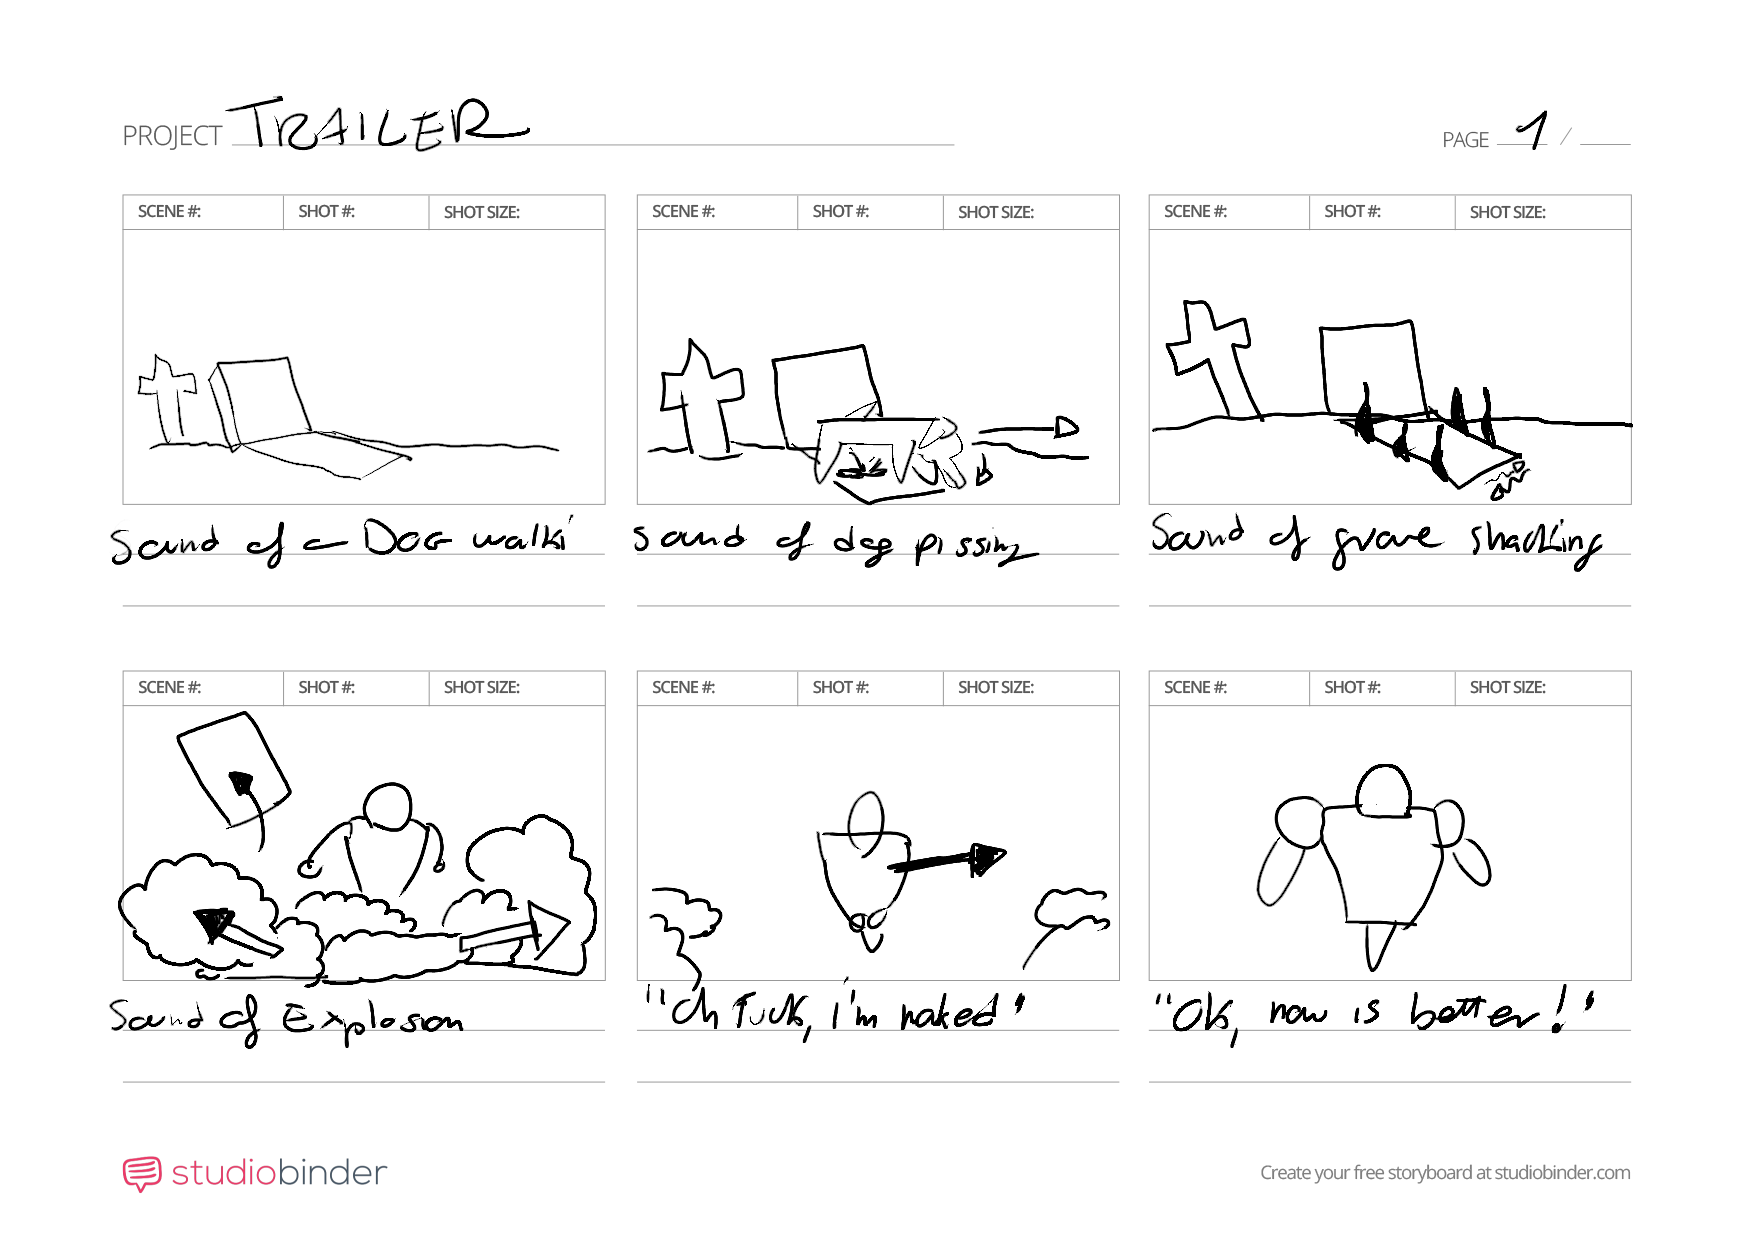 PROJECT TRAILER
PAGE 1 /
SCENE #: SHOT #: SHOT SIZE:
SCENE #: SHOT #: SHOT SIZE:
SCENE #: SHOT #: SHOT SIZE:
Sound of a DOG walki
Sound of dog pissing
Sound of grave shacking
SCENE #: SHOT #: SHOT SIZE:
SCENE #: SHOT #: SHOT SIZE:
SCENE #: SHOT #: SHOT SIZE:
Sound of Explosion
"Oh Fuck, i'm naked"
"Ok, now is better!"
studiobinder
Create your free storyboard at studiobinder.com